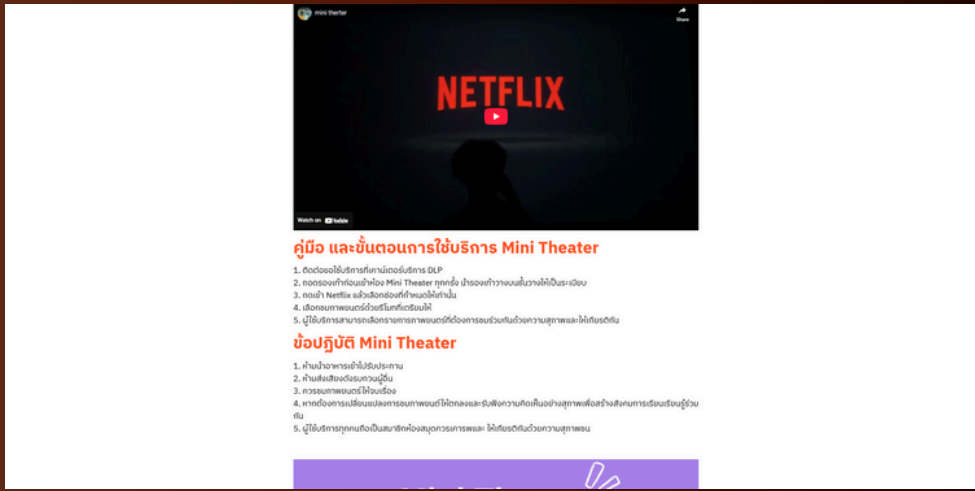 mini theter
Share
NETFLIX
Watch on YouTube
คู่มือ และขั้นตอนการใช้บริการ Mini Theater
1. ติดต่อขอใช้บริการที่เคาน์เตอร์บริการ DLP
2. ถอดรองเท้าก่อนเข้าห้อง Mini Theater ทุกครั้ง นำรองเท้าวางบนชั้นวางให้เป็นระเบียบ
3. กดเข้า Netflix แล้วเลือกช่องที่กำหนดให้เท่านั้น
4. เลือกชมภาพยนตร์ด้วยรีโมทที่เตรียมให้
5. ผู้ใช้บริการสามารถเลือกรายการภาพยนตร์ที่ต้องการชมร่วมกันด้วยความสุภาพและให้เกียรติกัน
ข้อปฏิบัติ Mini Theater
1. ห้ามนำอาหารเข้าไปรับประทาน
2. ห้ามส่งเสียงดังรบกวนผู้อื่น
3. ควรชมภาพยนตร์ให้จบเรื่อง
4. หากต้องการเปลี่ยนแปลงการชมภาพยนต์ให้ตกลงและรับฟังความคิดเห็นอย่างสุภาพเพื่อสร้างสังคมการเรียนเรียนรู้ร่วม
กัน
5. ผู้ใช้บริการทุกคนถือเป็นสมาชิกห้องสมุดควรเคารพและ ให้เกียรติกันด้วยความสุภาพชน